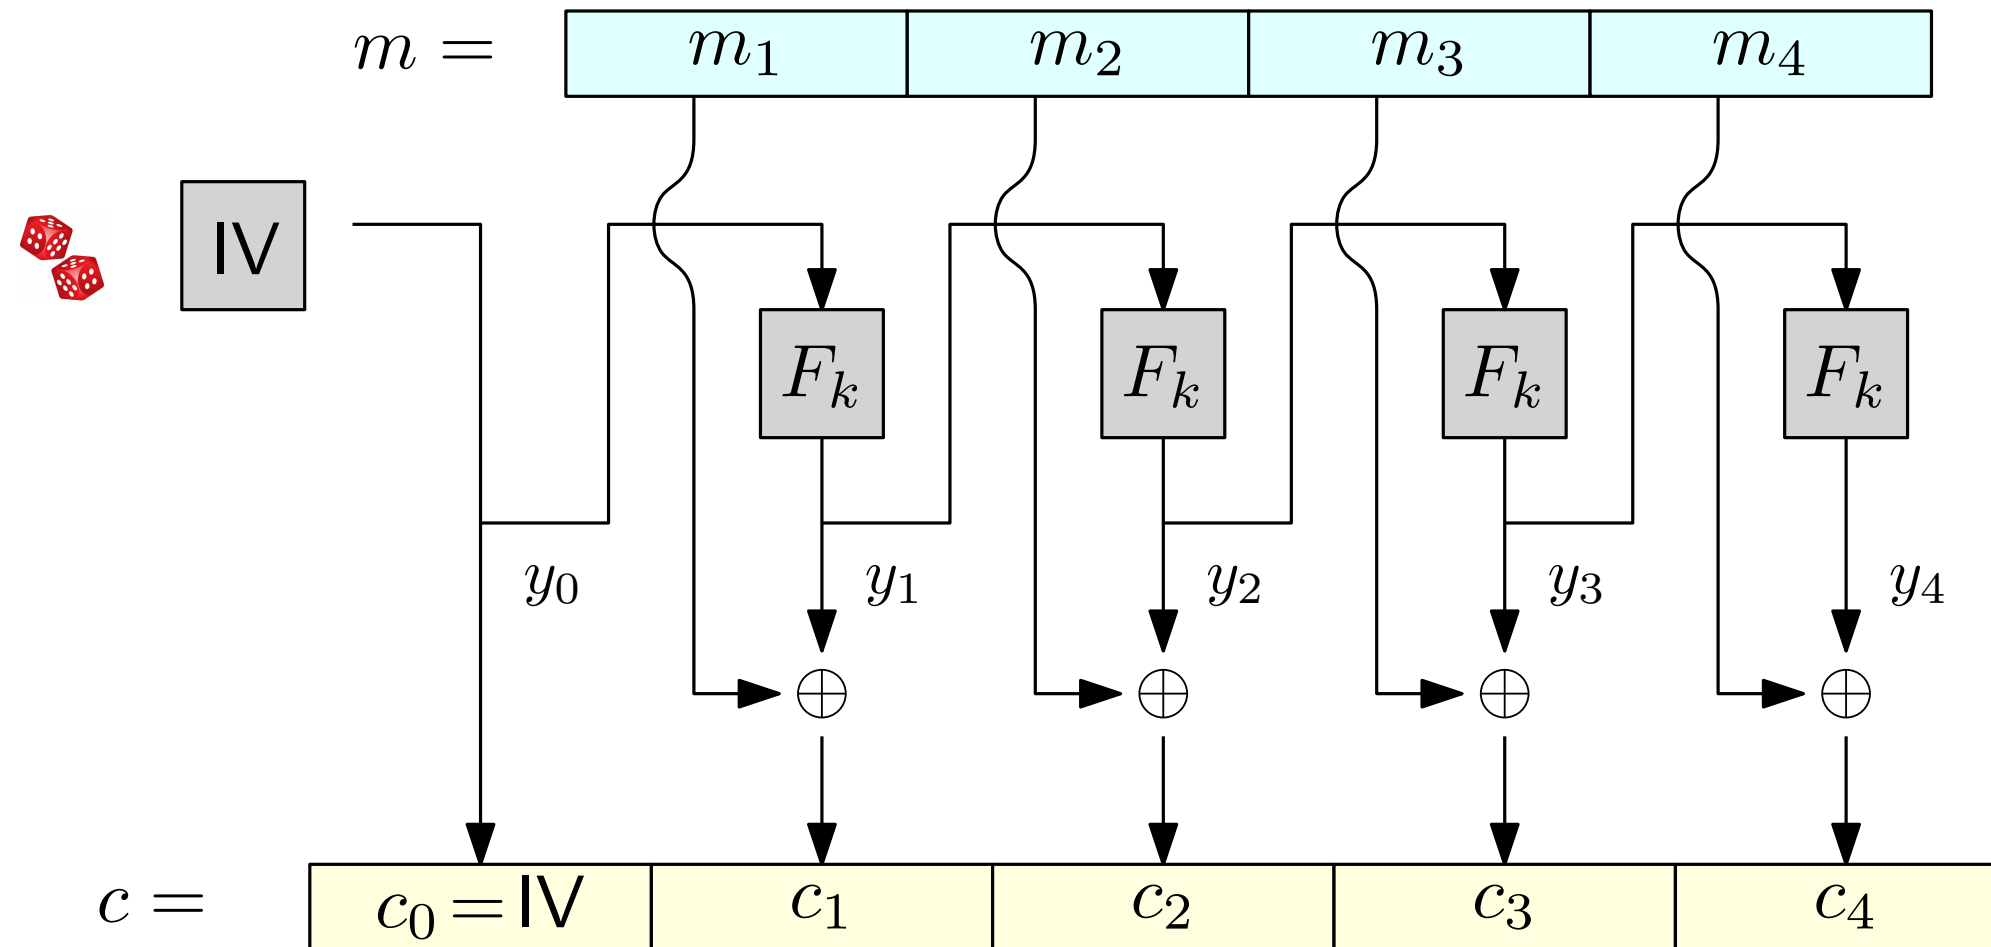 m = m₁ m₂ m₃ m₄
IV
Fₖ Fₖ Fₖ Fₖ
y₀ y₁ y₂ y₃ y₄
⊕ ⊕ ⊕ ⊕
c = c₀ = IV c₁ c₂ c₃ c₄